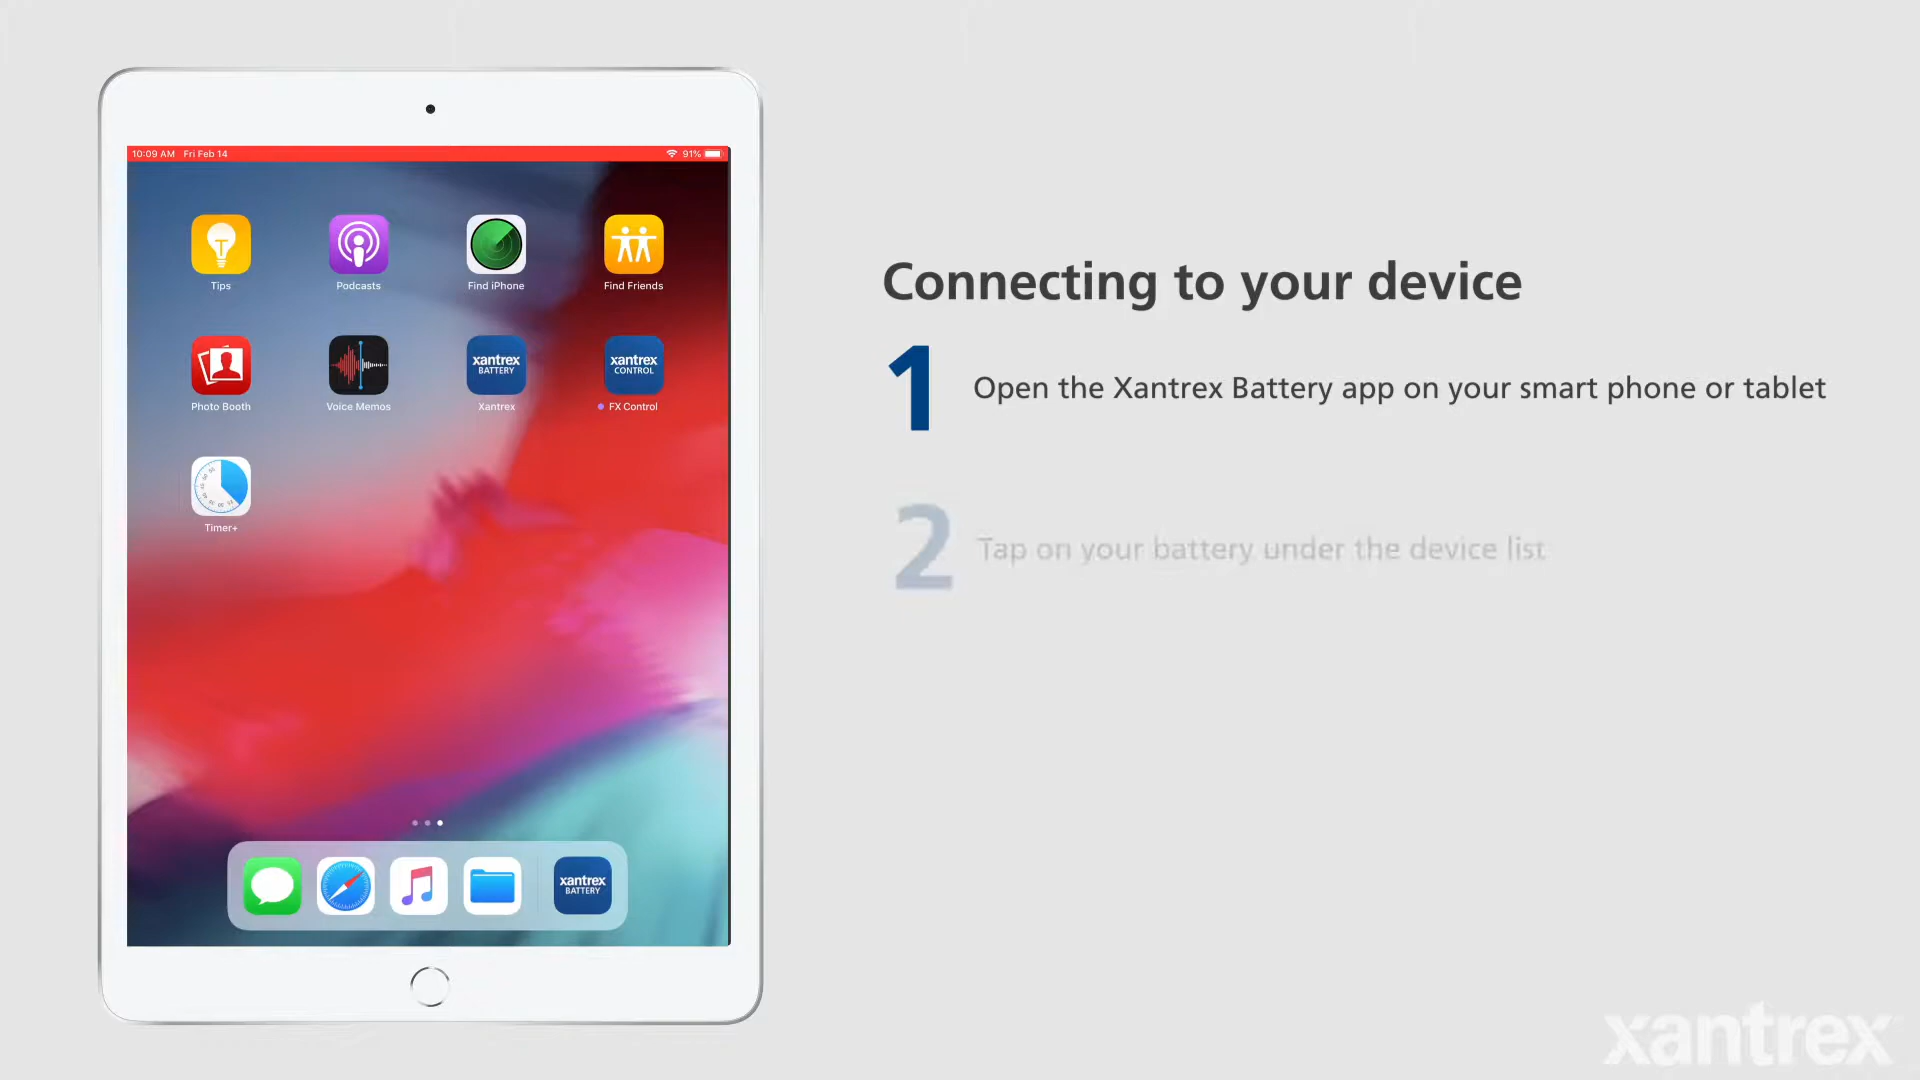 10:09 AM Fri Feb 14 91%
Tips Podcasts Find iPhone Find Friends
xantrex BATTERY
xantrex CONTROL
Photo Booth Voice Memos Xantrex FX Control
Timer+
xantrex BATTERY
Connecting to your device
1 Open the Xantrex Battery app on your smart phone or tablet
2 Tap on your battery under the device list
xantrex